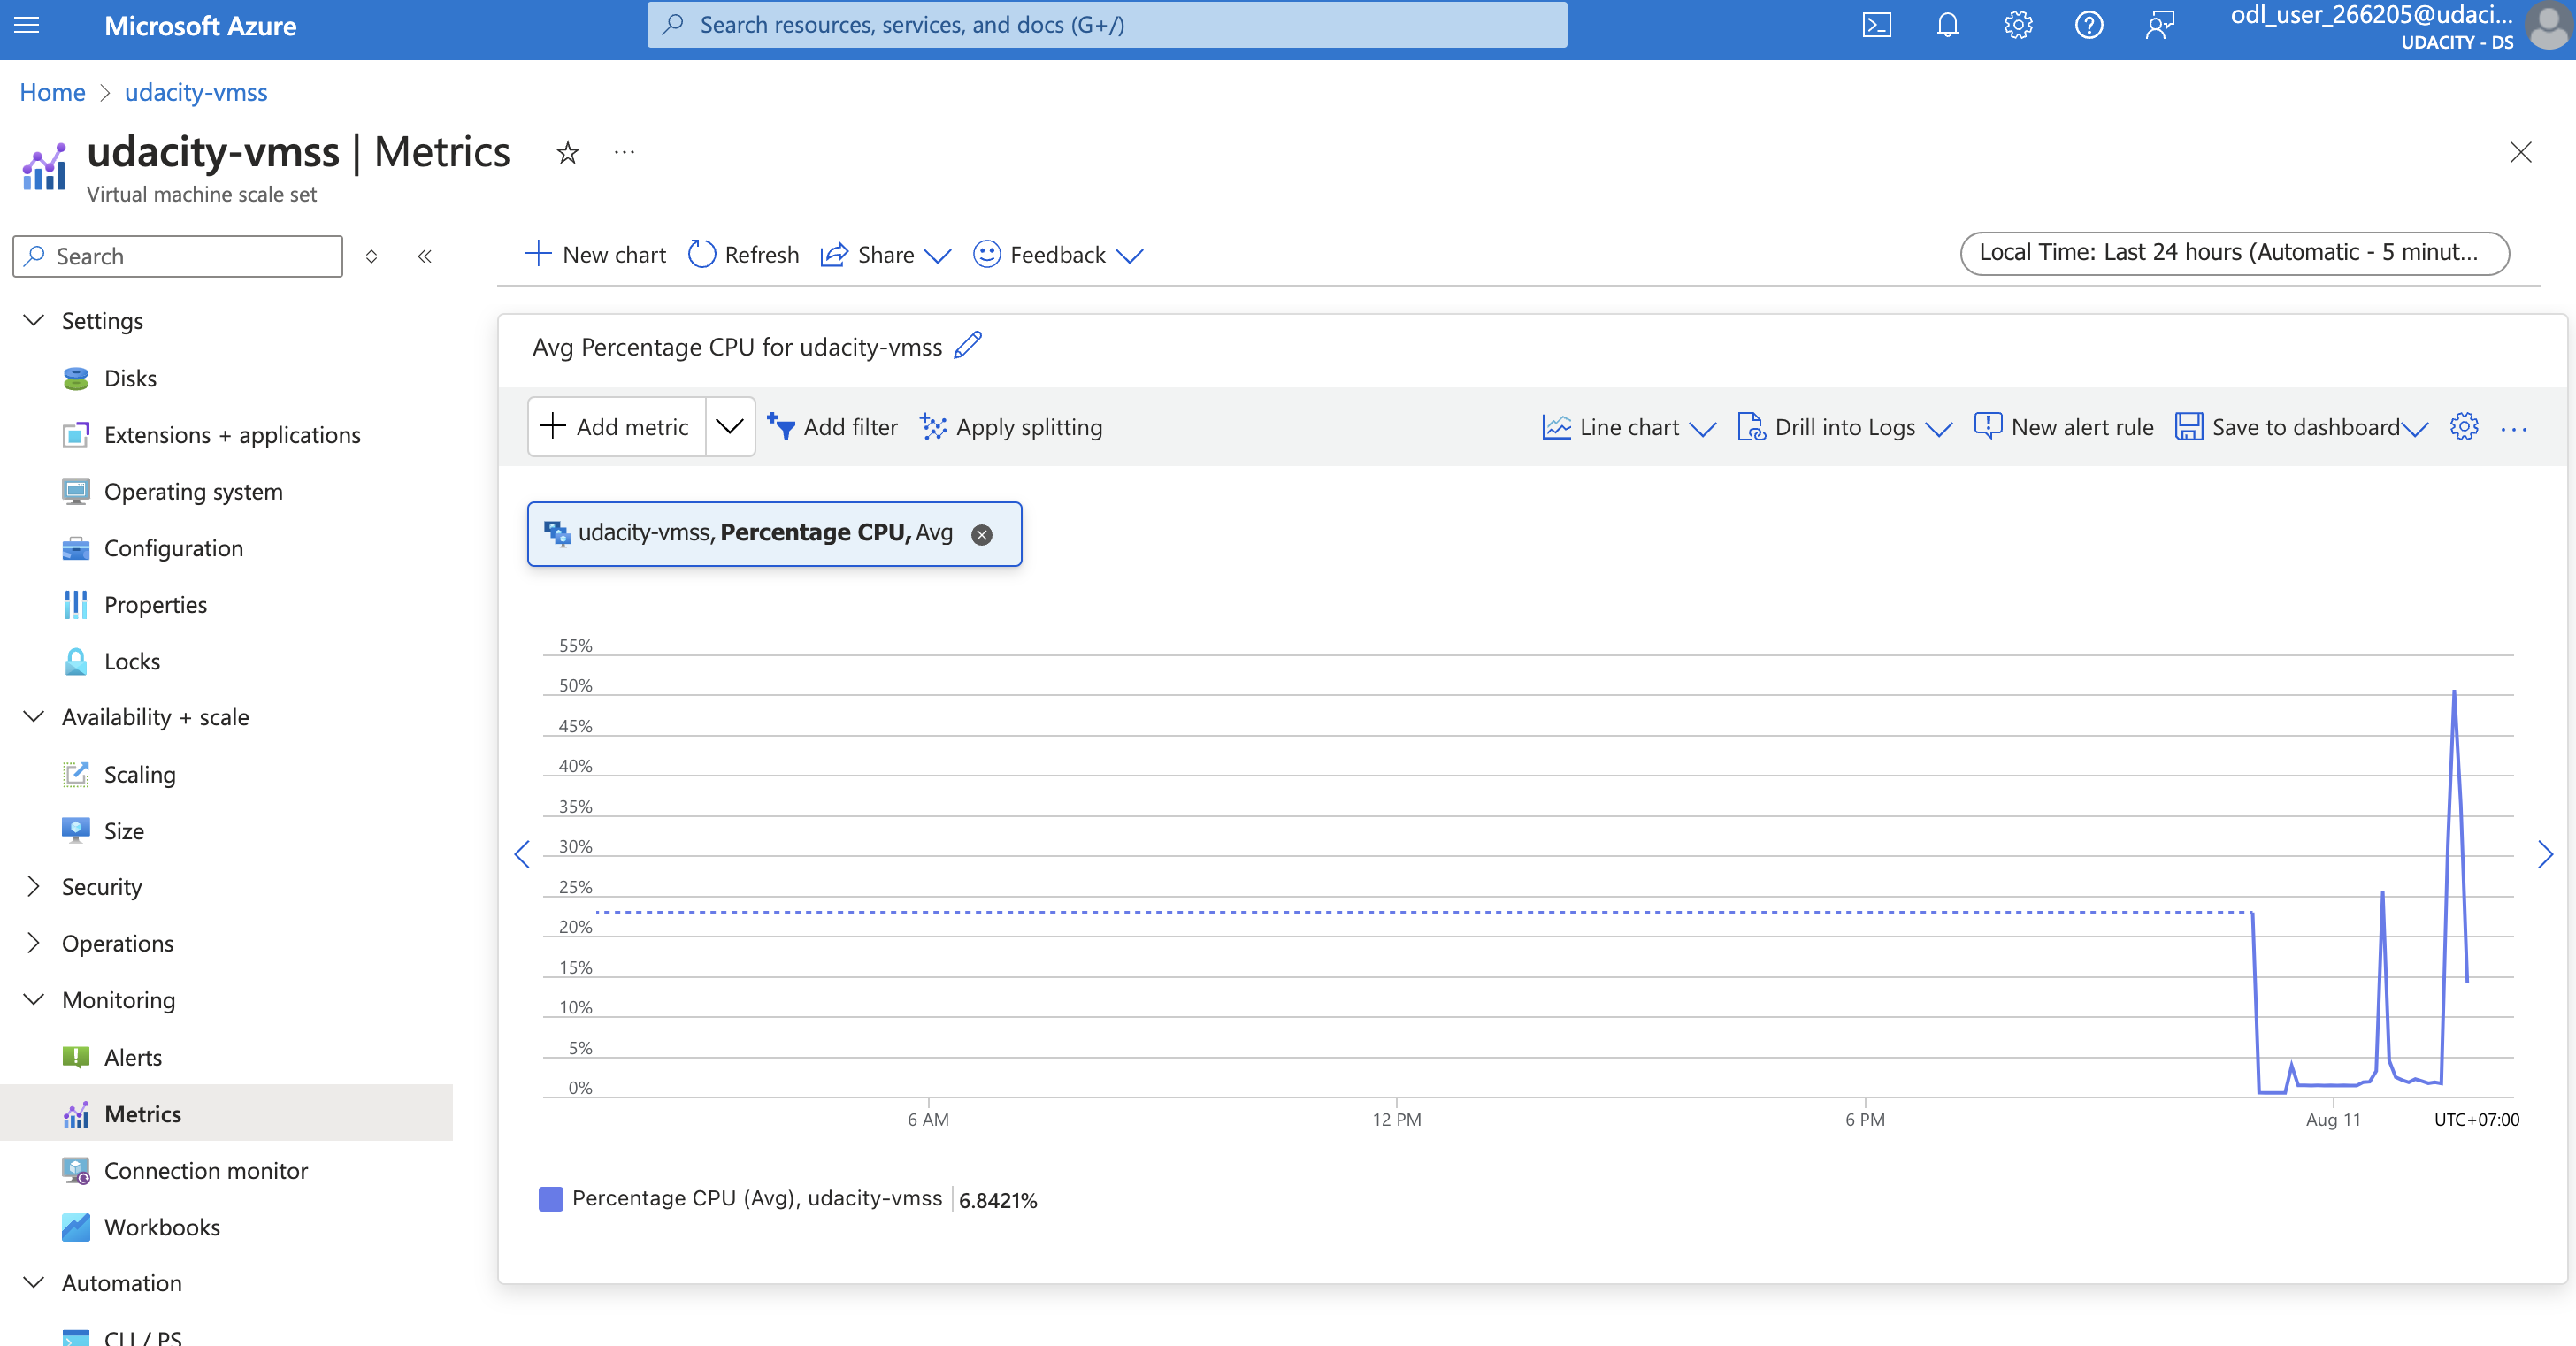 Microsoft Azure
Search resources, services, and docs (G+/)
odl_user_266205@udaci...
UDACITY - DS
Home > udacity-vmss
udacity-vmss | Metrics
Virtual machine scale set
Search
New chart
Refresh
Share
Feedback
Local Time: Last 24 hours (Automatic - 5 minut...
Settings
Disks
Extensions + applications
Operating system
Configuration
Properties
Locks
Availability + scale
Scaling
Size
Security
Operations
Monitoring
Alerts
Metrics
Connection monitor
Workbooks
Automation
CLI / PS
Avg Percentage CPU for udacity-vmss
Add metric
Add filter
Apply splitting
Line chart
Drill into Logs
New alert rule
Save to dashboard
udacity-vmss, Percentage CPU, Avg
55%
50%
45%
40%
35%
30%
25%
20%
15%
10%
5%
0%
6 AM
12 PM
6 PM
Aug 11
UTC+07:00
Percentage CPU (Avg), udacity-vmss | 6.8421%